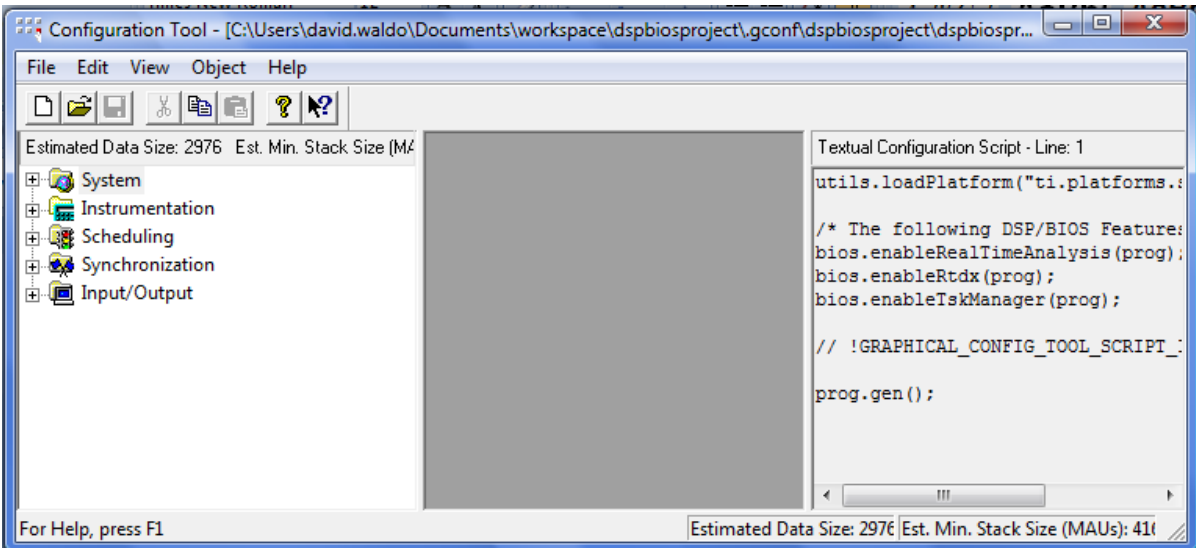 Configuration Tool - [C:\Users\david.waldo\Documents\workspace\dspbiosproject\.gconf\dspbiosproject\dspbiospr...
File Edit View Object Help
Estimated Data Size: 2976 Est. Min. Stack Size (MA
System
Instrumentation
Scheduling
Synchronization
Input/Output
Textual Configuration Script - Line: 1
utils.loadPlatform("ti.platforms.s
/* The following DSP/BIOS Features
bios.enableRealTimeAnalysis(prog);
bios.enableRtdx(prog);
bios.enableTskManager(prog);
// !GRAPHICAL_CONFIG_TOOL_SCRIPT_I
prog.gen();
For Help, press F1
Estimated Data Size: 2976 Est. Min. Stack Size (MAUs): 416